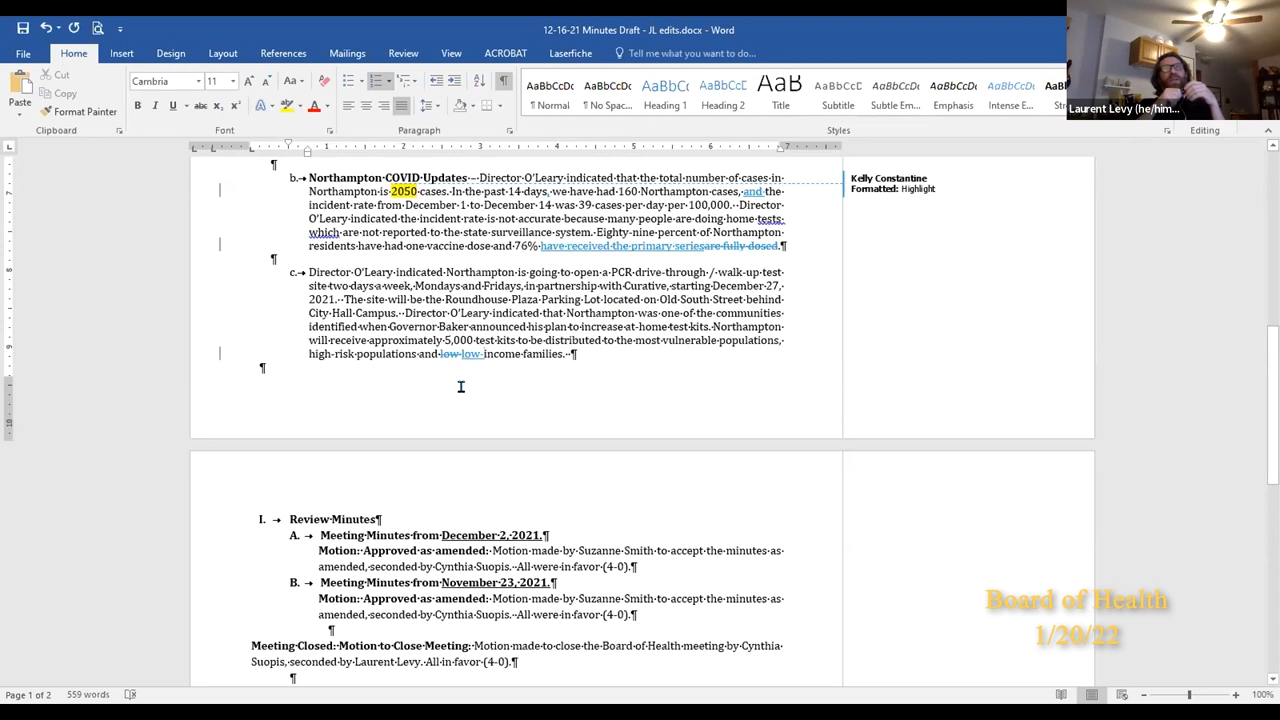 12-16-21 Minutes Draft - JL edits.docx - Word
File Home Insert Design Layout References Mailings Review View ACROBAT Laserfiche Tell me what you want to do...
Laurent Levy (he/him...
Paste
Cut
Copy
Format Painter
Cambria 11
AaBbCcDc AaBbCcDc AaBbCc AaBbCcC AaB AaBbCcD AaBbCcDt AaBbCcDt AaBbCcDt
¶ Normal ¶ No Spac... Heading 1 Heading 2 Title Subtitle Subtle Em... Emphasis Intense E...
Clipboard Font Paragraph Styles Editing
¶
b. Northampton COVID Updates – Director O'Leary indicated that the total number of cases in
Northampton is 2050 cases. In the past 14 days, we have had 160 Northampton cases, and the
incident rate from December 1 to December 14 was 39 cases per day per 100,000. Director
O'Leary indicated the incident rate is not accurate because many people are doing home tests
which are not reported to the state surveillance system. Eighty-nine percent of Northampton
residents have had one vaccine dose and 76% have received the primary seriesare fully dosed.¶
¶
c. Director O'Leary indicated Northampton is going to open a PCR drive-through / walk-up test
site two days a week, Mondays and Fridays, in partnership with Curative, starting December 27,
2021. The site will be the Roundhouse Plaza Parking Lot located on Old South Street behind
City Hall Campus. Director O'Leary indicated that Northampton was one of the communities
identified when Governor Baker announced his plan to increase at-home test kits. Northampton
will receive approximately 5,000 test kits to be distributed to the most vulnerable populations,
high-risk populations and low low-income families. ¶
¶
Kelly Constantine
Formatted: Highlight
I. Review Minutes¶
A. Meeting Minutes from December 2, 2021.¶
Motion: Approved as amended: Motion made by Suzanne Smith to accept the minutes as
amended, seconded by Cynthia Suopis. All were in favor (4-0).¶
B. Meeting Minutes from November 23, 2021.¶
Motion: Approved as amended: Motion made by Suzanne Smith to accept the minutes as
amended, seconded by Cynthia Suopis. All were in favor (4-0).¶
¶
Meeting Closed: Motion to Close Meeting: Motion made to close the Board of Health meeting by Cynthia
Suopis, seconded by Laurent Levy. All in favor (4-0).¶
¶
Board of Health
1/20/22
Page 1 of 2 559 words 100%